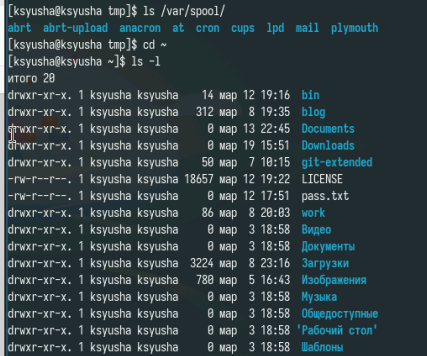 [ksyusha@ksyusha tmp]$ ls /var/spool/
abrt  abrt-upload  anacron  at  cron  cups  lpd  mail  plymouth
[ksyusha@ksyusha tmp]$ cd ~
[ksyusha@ksyusha ~]$ ls -l
итого 20
drwxr-xr-x. 1 ksyusha ksyusha    14 мар 12 19:16  bin
drwxr-xr-x. 1 ksyusha ksyusha   312 мар  8 19:35  blog
drwxr-xr-x. 1 ksyusha ksyusha     0 мар 13 22:45  Documents
drwxr-xr-x. 1 ksyusha ksyusha     0 мар 19 15:51  Downloads
drwxr-xr-x. 1 ksyusha ksyusha    50 мар  7 10:15  git-extended
-rw-r--r--. 1 ksyusha ksyusha 18657 мар 12 19:22  LICENSE
-rw-r--r--. 1 ksyusha ksyusha     0 мар 12 17:51  pass.txt
drwxr-xr-x. 1 ksyusha ksyusha    86 мар  8 20:03  work
drwxr-xr-x. 1 ksyusha ksyusha     0 мар  3 18:58  Видео
drwxr-xr-x. 1 ksyusha ksyusha     0 мар  3 18:58  Документы
drwxr-xr-x. 1 ksyusha ksyusha  3224 мар  8 23:16  Загрузки
drwxr-xr-x. 1 ksyusha ksyusha   780 мар  5 16:43  Изображения
drwxr-xr-x. 1 ksyusha ksyusha     0 мар  3 18:58  Музыка
drwxr-xr-x. 1 ksyusha ksyusha     0 мар  3 18:58  Общедоступные
drwxr-xr-x. 1 ksyusha ksyusha     0 мар  3 18:58 'Рабочий стол'
drwxr-xr-x. 1 ksyusha ksyusha     0 мар  3 18:58  Шаблоны